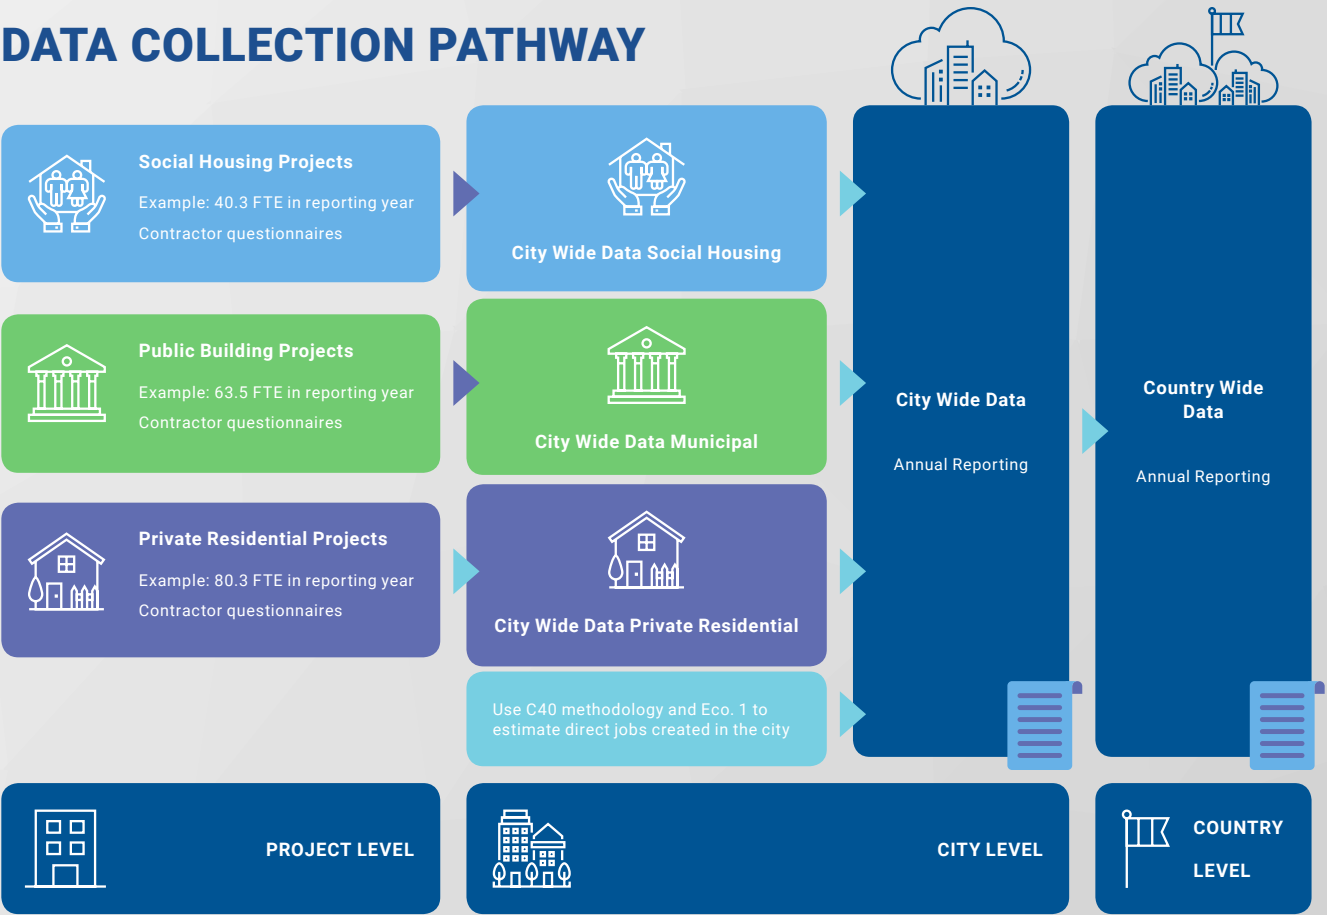 DATA COLLECTION PATHWAY
Social Housing Projects
Example: 40.3 FTE in reporting year
Contractor questionnaires
City Wide Data Social Housing
Public Building Projects
Example: 63.5 FTE in reporting year
Contractor questionnaires
City Wide Data Municipal
Private Residential Projects
Example: 80.3 FTE in reporting year
Contractor questionnaires
City Wide Data Private Residential
Use C40 methodology and Eco. 1 to
estimate direct jobs created in the city
City Wide Data
Annual Reporting
Country Wide
Data
Annual Reporting
PROJECT LEVEL
CITY LEVEL
COUNTRY
LEVEL